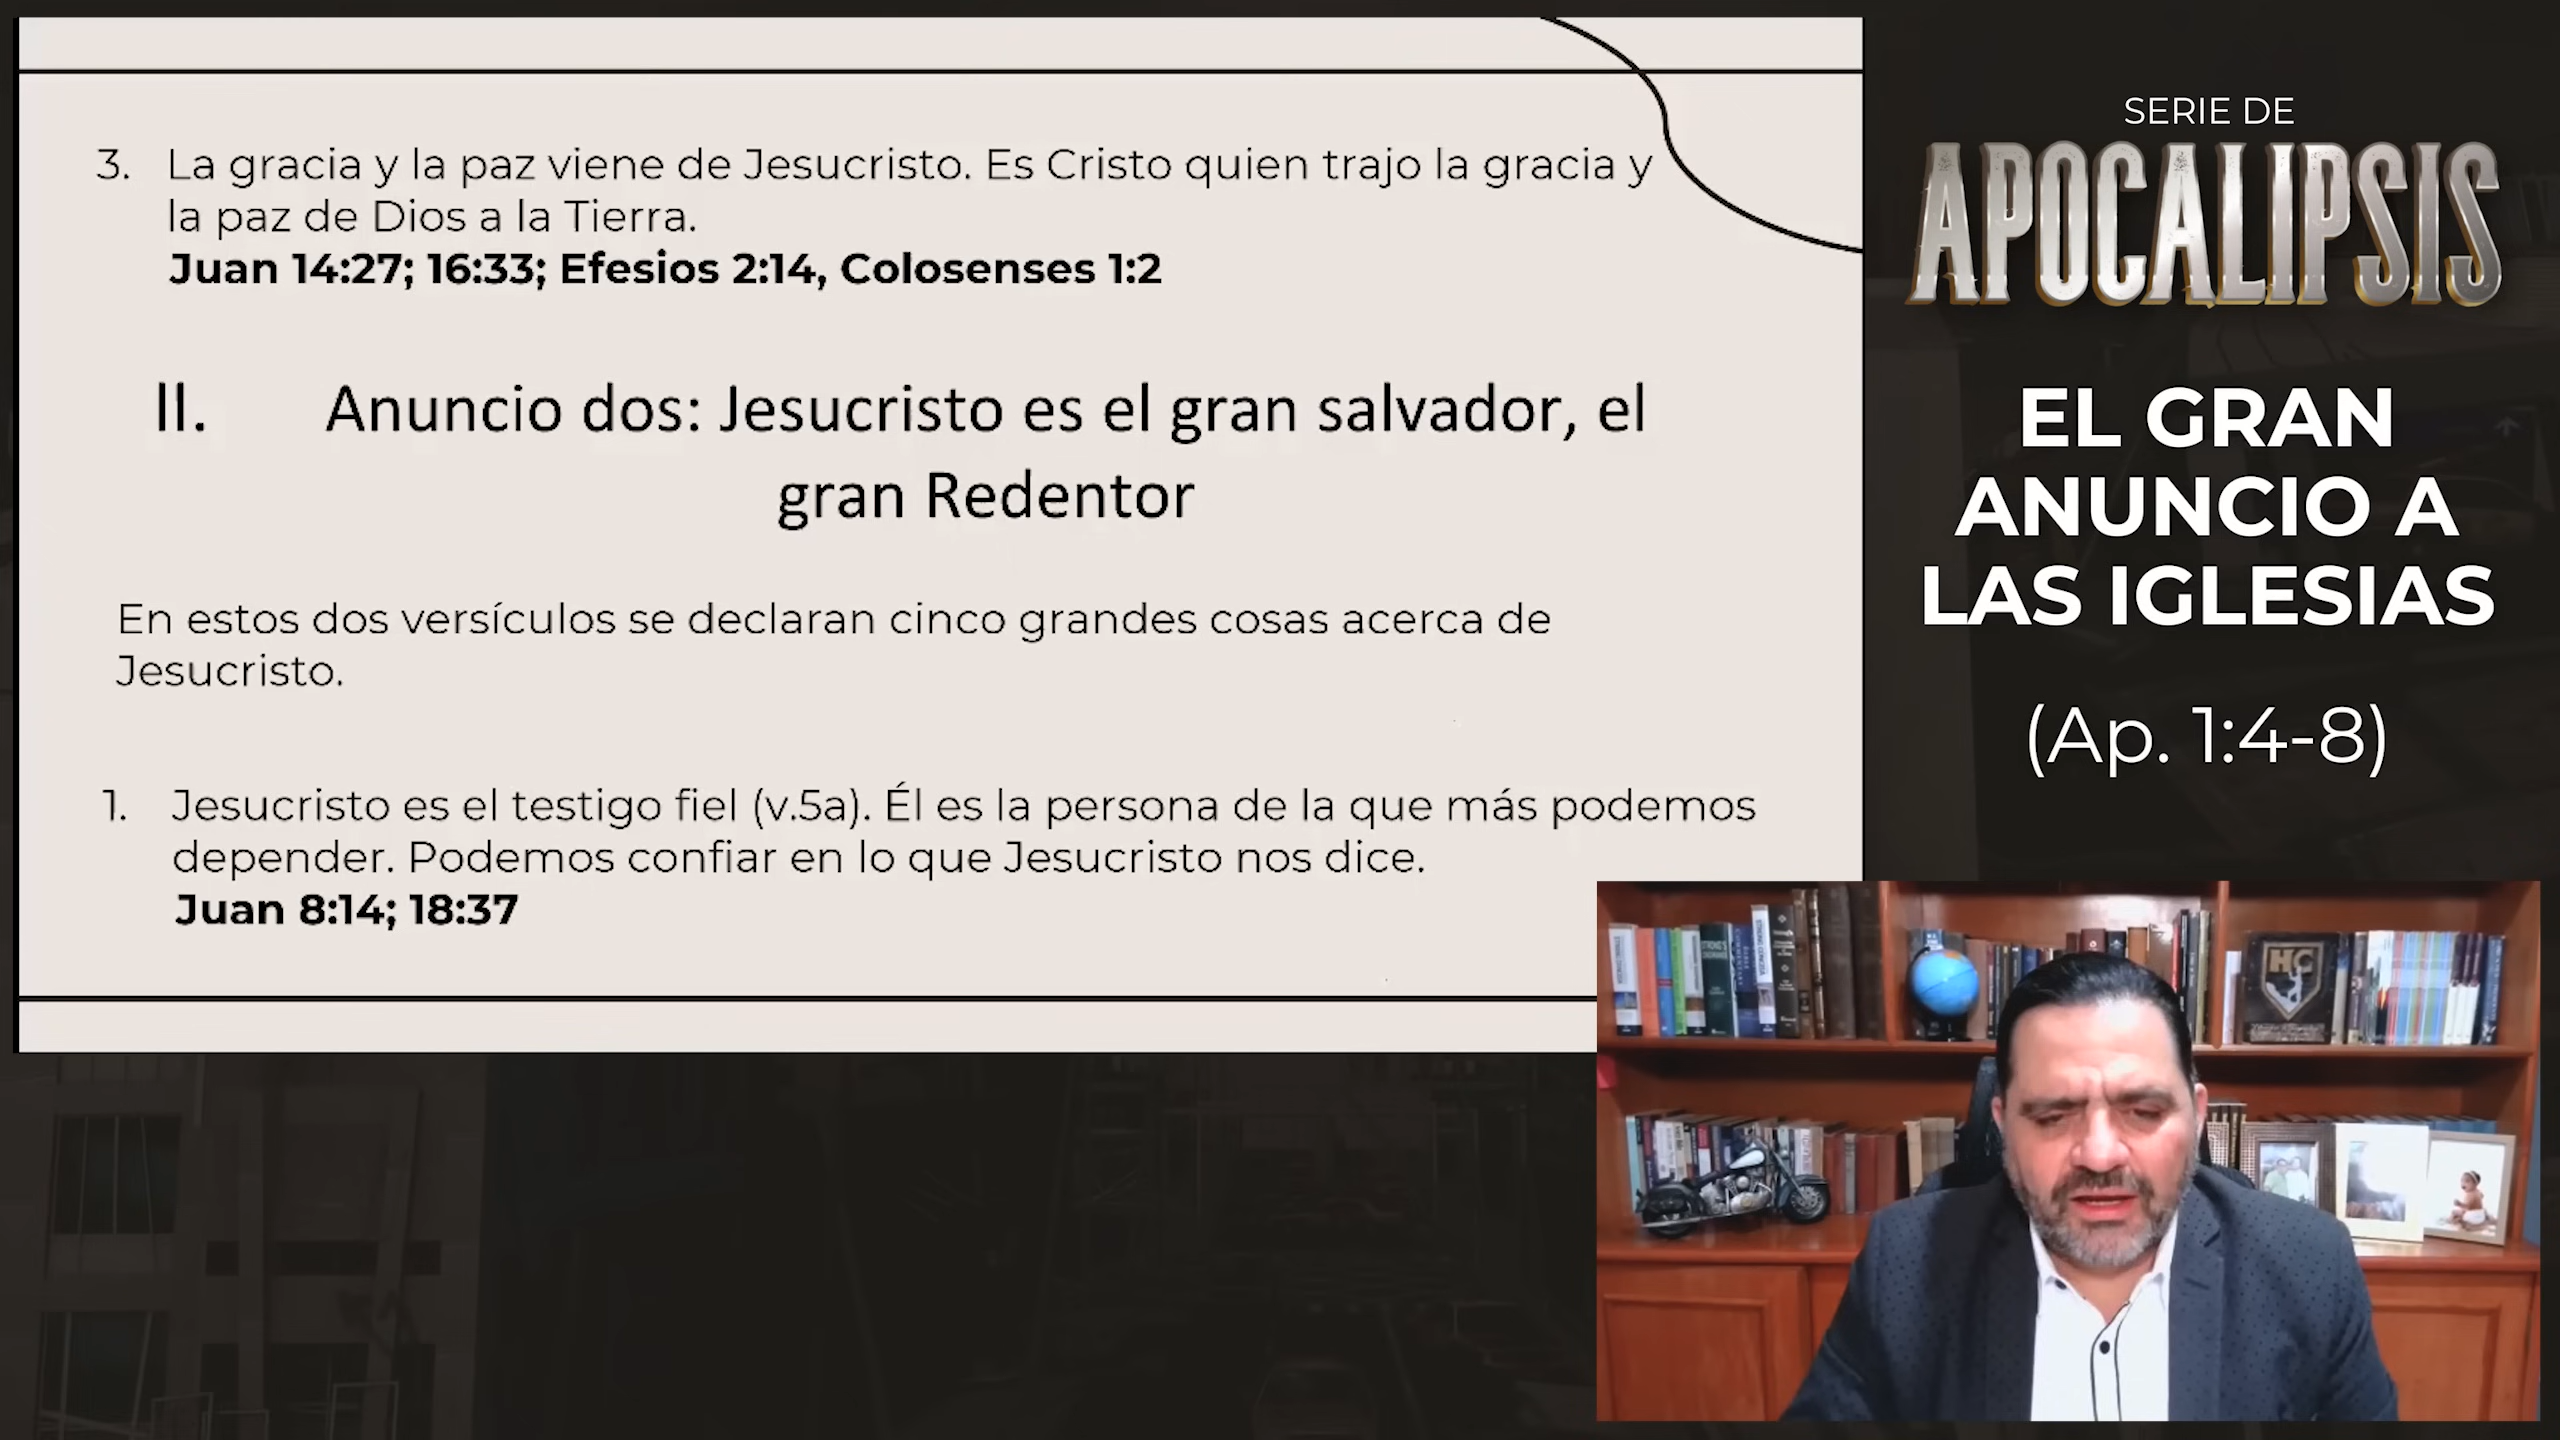 3. La gracia y la paz viene de Jesucristo. Es Cristo quien trajo la gracia y
la paz de Dios a la Tierra.
Juan 14:27; 16:33; Efesios 2:14, Colosenses 1:2
II. Anuncio dos: Jesucristo es el gran salvador, el
gran Redentor
En estos dos versículos se declaran cinco grandes cosas acerca de
Jesucristo.
1. Jesucristo es el testigo fiel (v.5a). Él es la persona de la que más podemos
depender. Podemos confiar en lo que Jesucristo nos dice.
Juan 8:14; 18:37
SERIE DE
APOCALIPSIS
EL GRAN
ANUNCIO A
LAS IGLESIAS
(Ap. 1:4-8)
HC